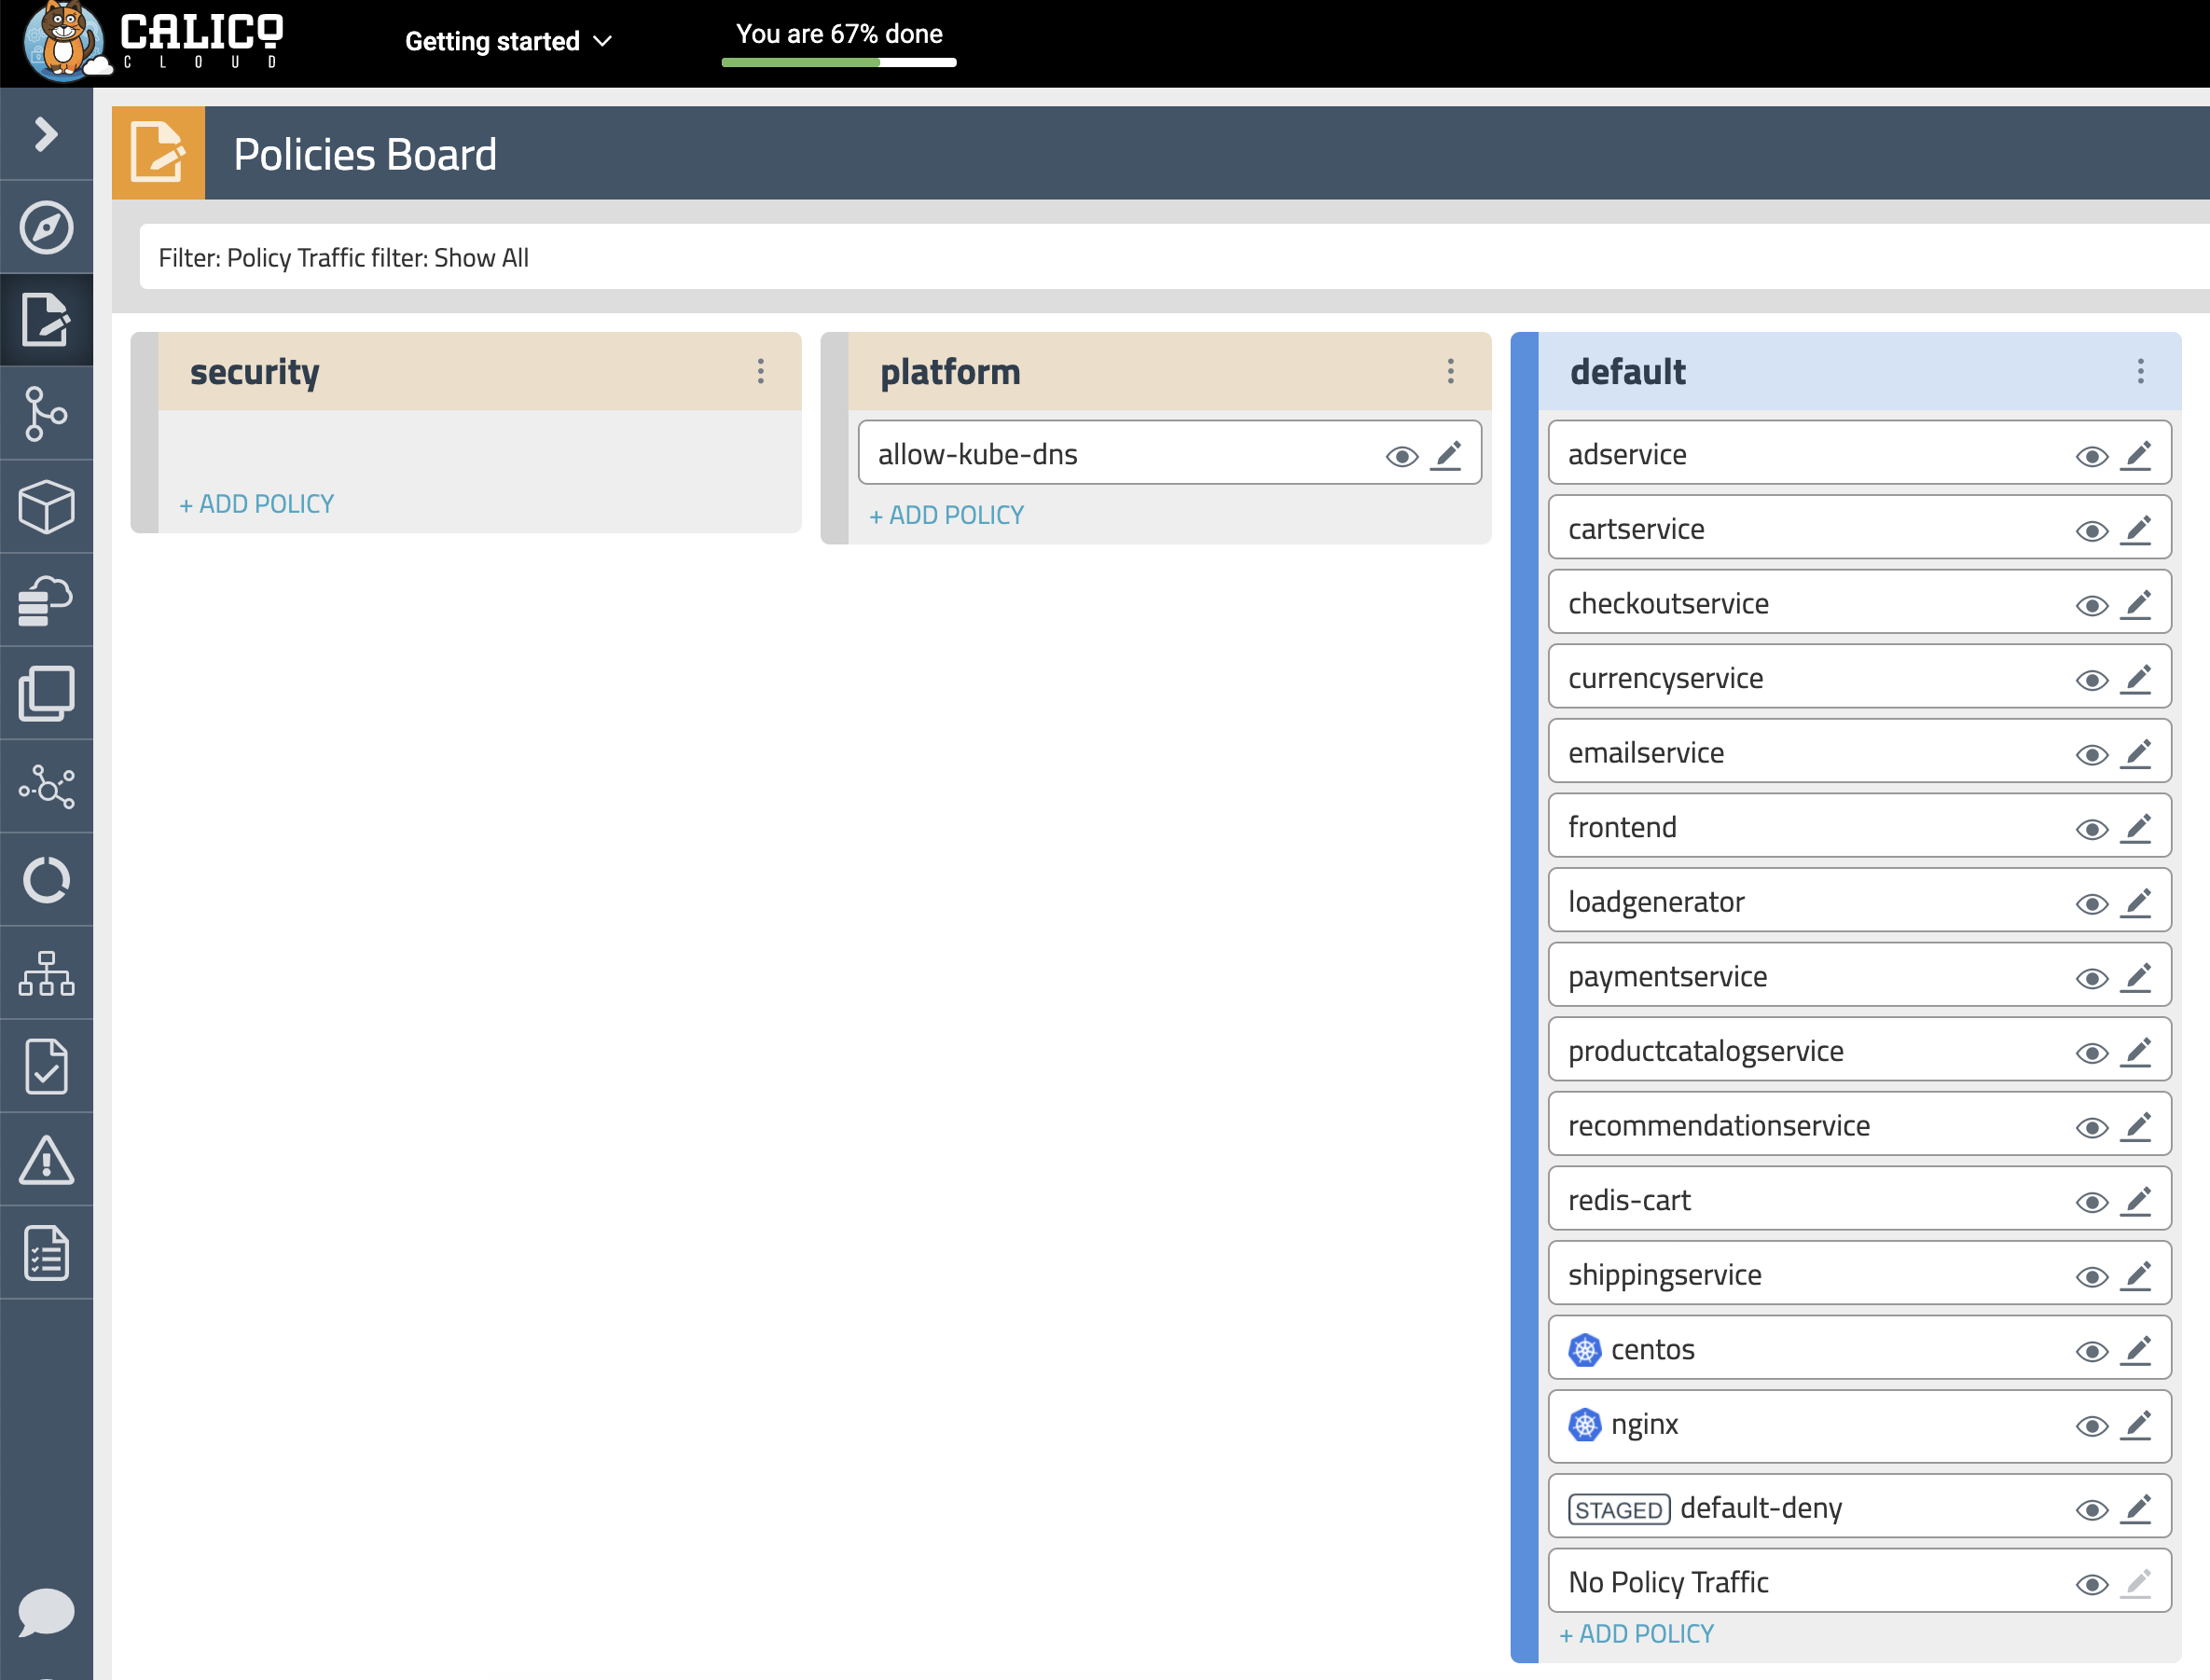 CALICO
CLOUD
Getting started
You are 67% done
Policies Board
Filter: Policy Traffic filter: Show All
security
+ ADD POLICY
platform
allow-kube-dns
+ ADD POLICY
default
adservice
cartservice
checkoutservice
currencyservice
emailservice
frontend
loadgenerator
paymentservice
productcatalogservice
recommendationservice
redis-cart
shippingservice
centos
nginx
STAGED default-deny
No Policy Traffic
+ ADD POLICY